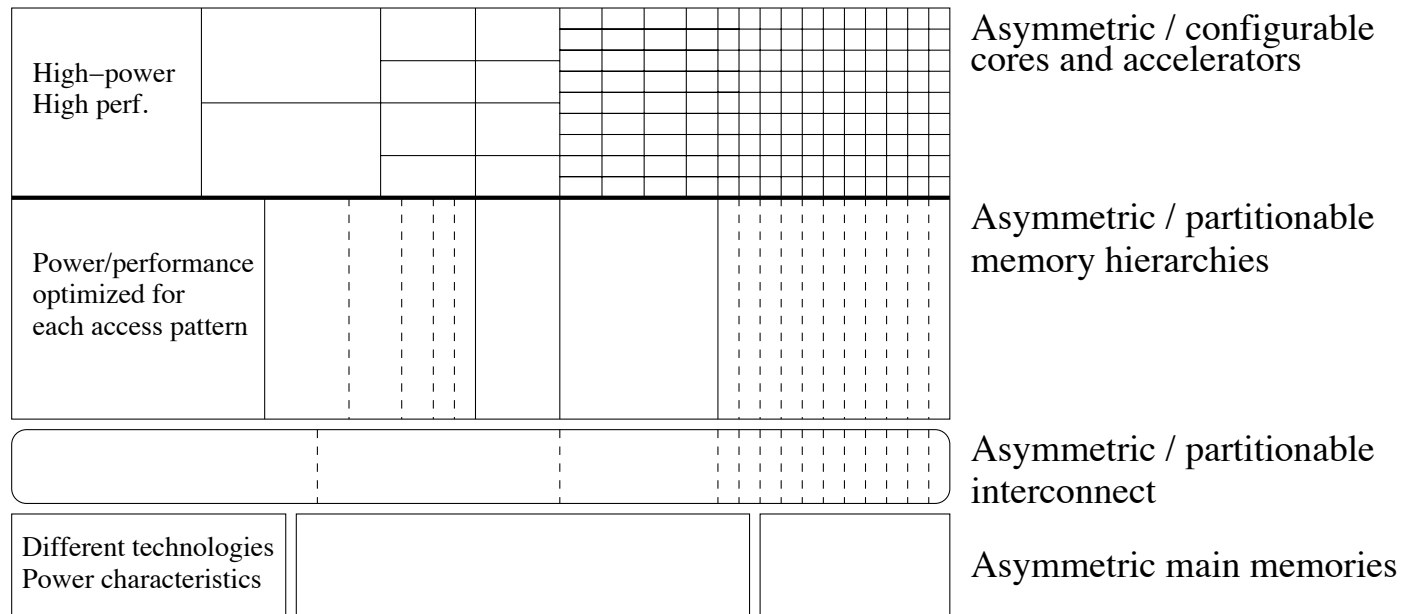 High−power
High perf.
Asymmetric / configurable
cores and accelerators
Power/performance
optimized for
each access pattern
Asymmetric / partitionable
memory hierarchies
Asymmetric / partitionable
interconnect
Different technologies
Power characteristics
Asymmetric main memories